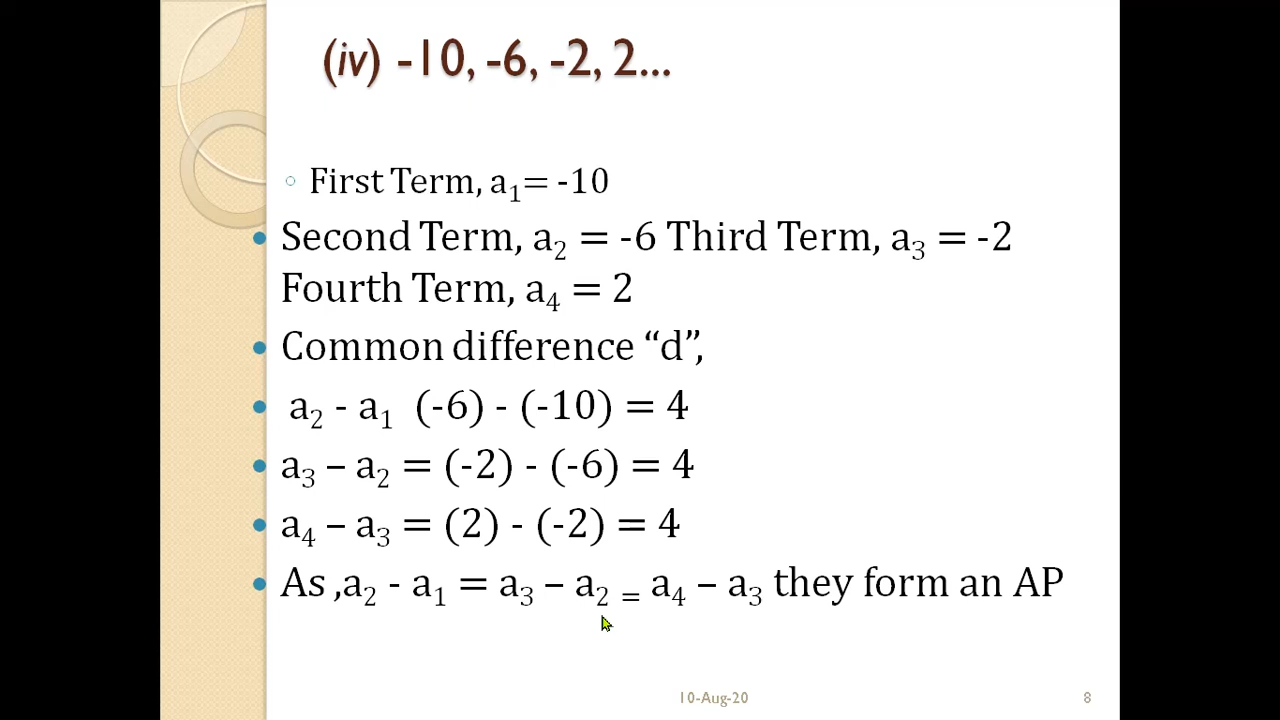 (iv) -10, -6, -2, 2...
First Term, a₁= -10
Second Term, a₂ = -6 Third Term, a₃ = -2
Fourth Term, a₄ = 2
Common difference “d”,
a₂ - a₁ (-6) - (-10) = 4
a₃ – a₂ = (-2) - (-6) = 4
a₄ – a₃ = (2) - (-2) = 4
As ,a₂ - a₁ = a₃ – a₂ = a₄ – a₃ they form an AP
10-Aug-20 8